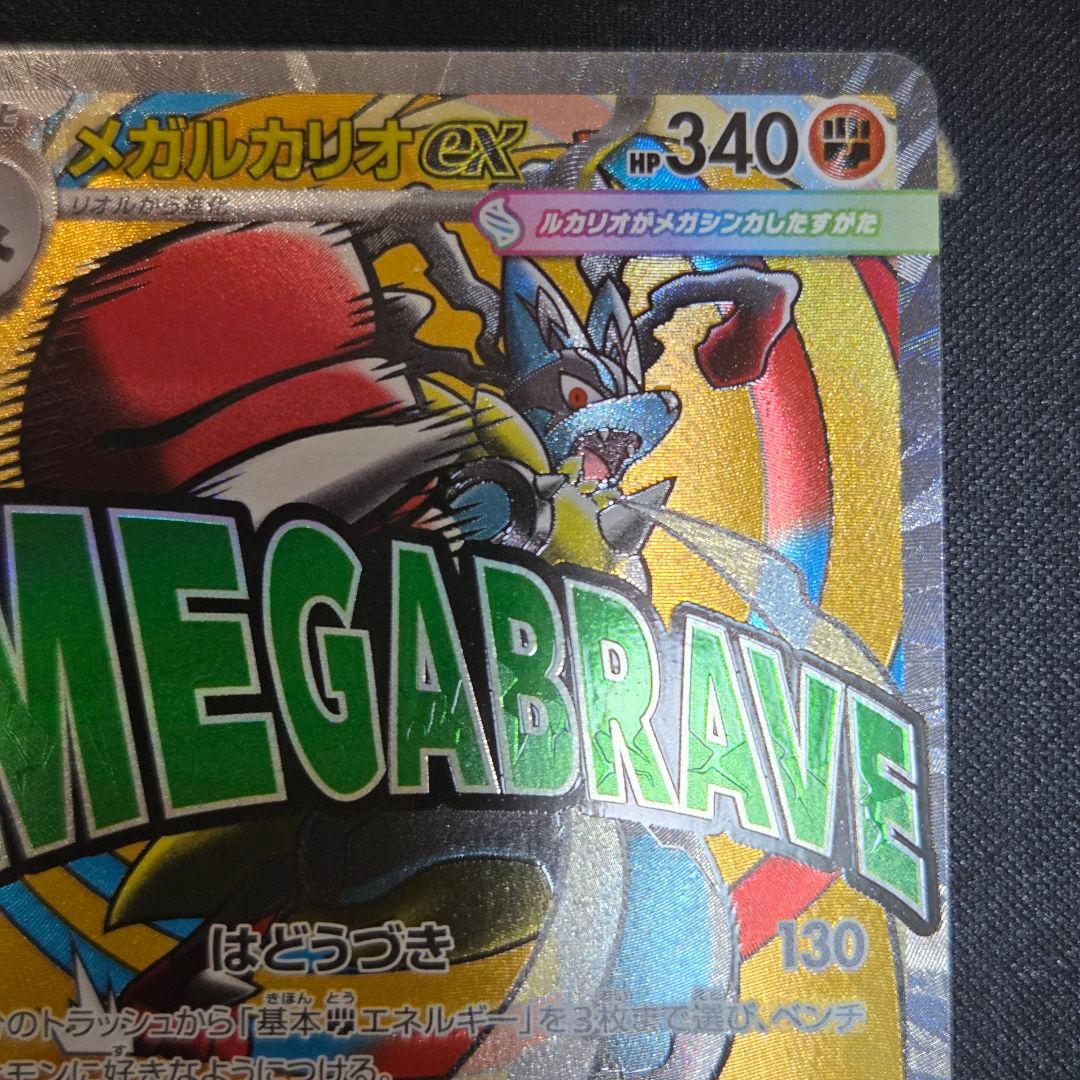 メガルカリオex HP340
リオルから進化
ルカリオがメガシンカしたすがた
MEGABRAVE
はどうづき 130
のトラッシュから「基本闘エネルギー」を3枚まで選び、ベンチ
モンに好きなようにつける。